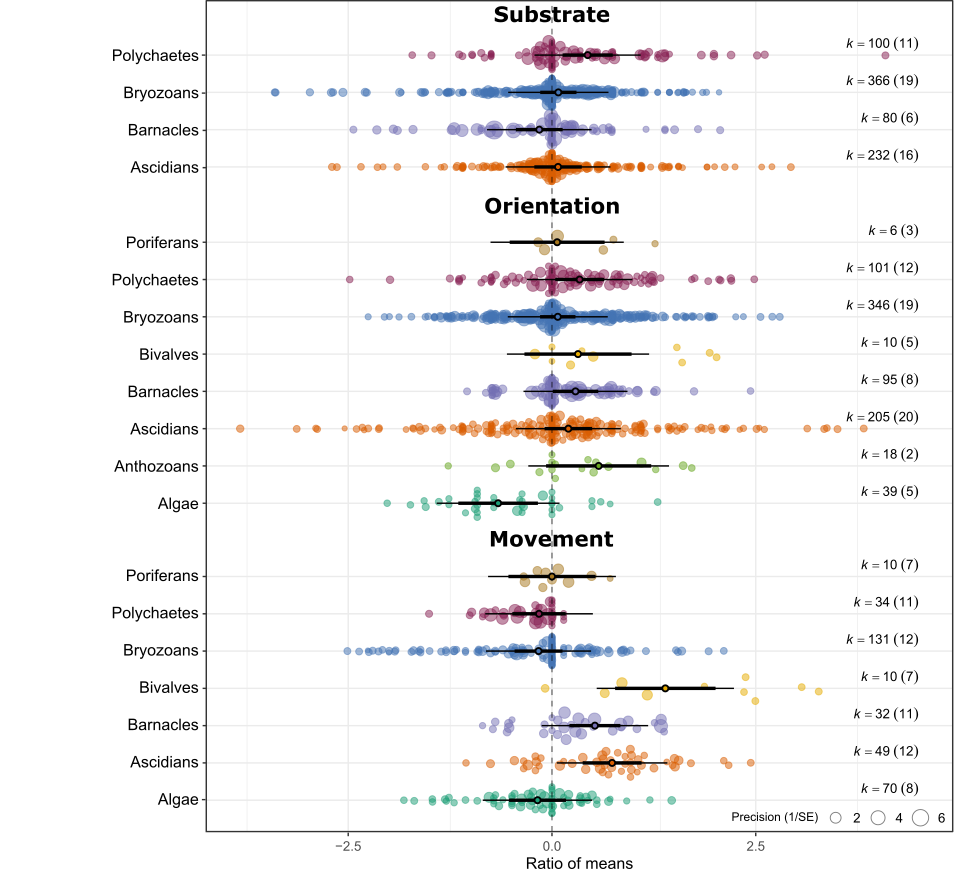 Substrate
Polychaetes k = 100 (11)
Bryozoans k = 366 (19)
Barnacles k = 80 (6)
Ascidians k = 232 (16)
Orientation
Poriferans k = 6 (3)
Polychaetes k = 101 (12)
Bryozoans k = 346 (19)
Bivalves k = 10 (5)
Barnacles k = 95 (8)
Ascidians k = 205 (20)
Anthozoans k = 18 (2)
Algae k = 39 (5)
Movement
Poriferans k = 10 (7)
Polychaetes k = 34 (11)
Bryozoans k = 131 (12)
Bivalves k = 10 (7)
Barnacles k = 32 (11)
Ascidians k = 49 (12)
Algae k = 70 (8)
Precision (1/SE) 2 4 6
−2.5 0.0 2.5
Ratio of means